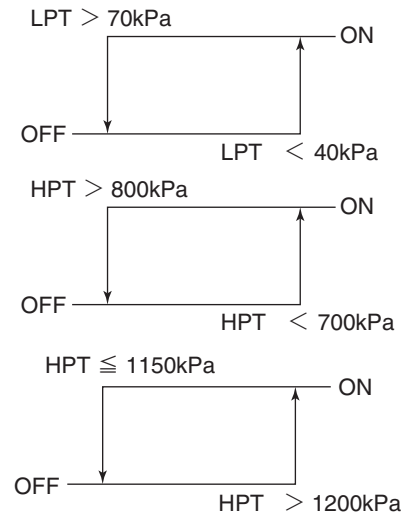 LPT > 70kPa
ON
OFF
LPT < 40kPa
HPT > 800kPa
ON
OFF
HPT < 700kPa
HPT ≦ 1150kPa
ON
OFF
HPT > 1200kPa